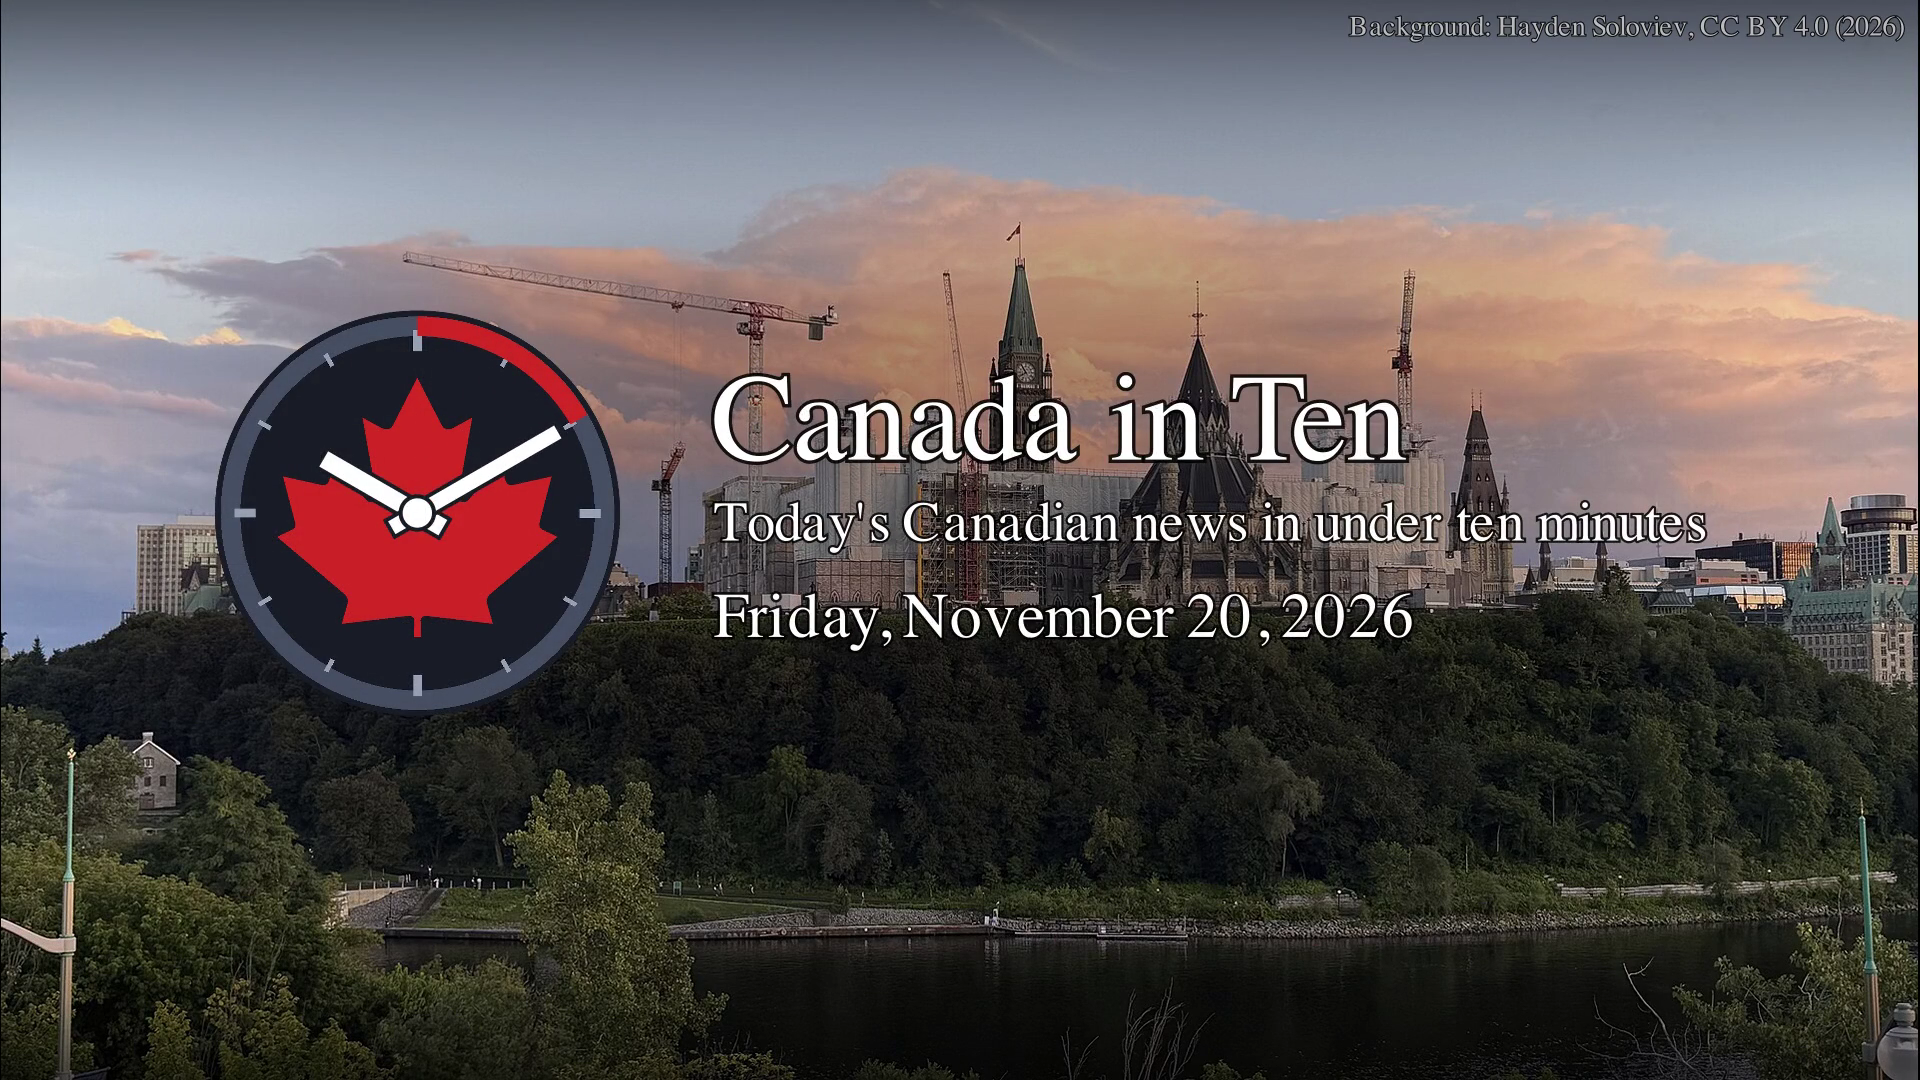 Background: Hayden Soloviev, CC BY 4.0 (2026)
Canada in Ten
Today's Canadian news in under ten minutes
Friday, November 20, 2026